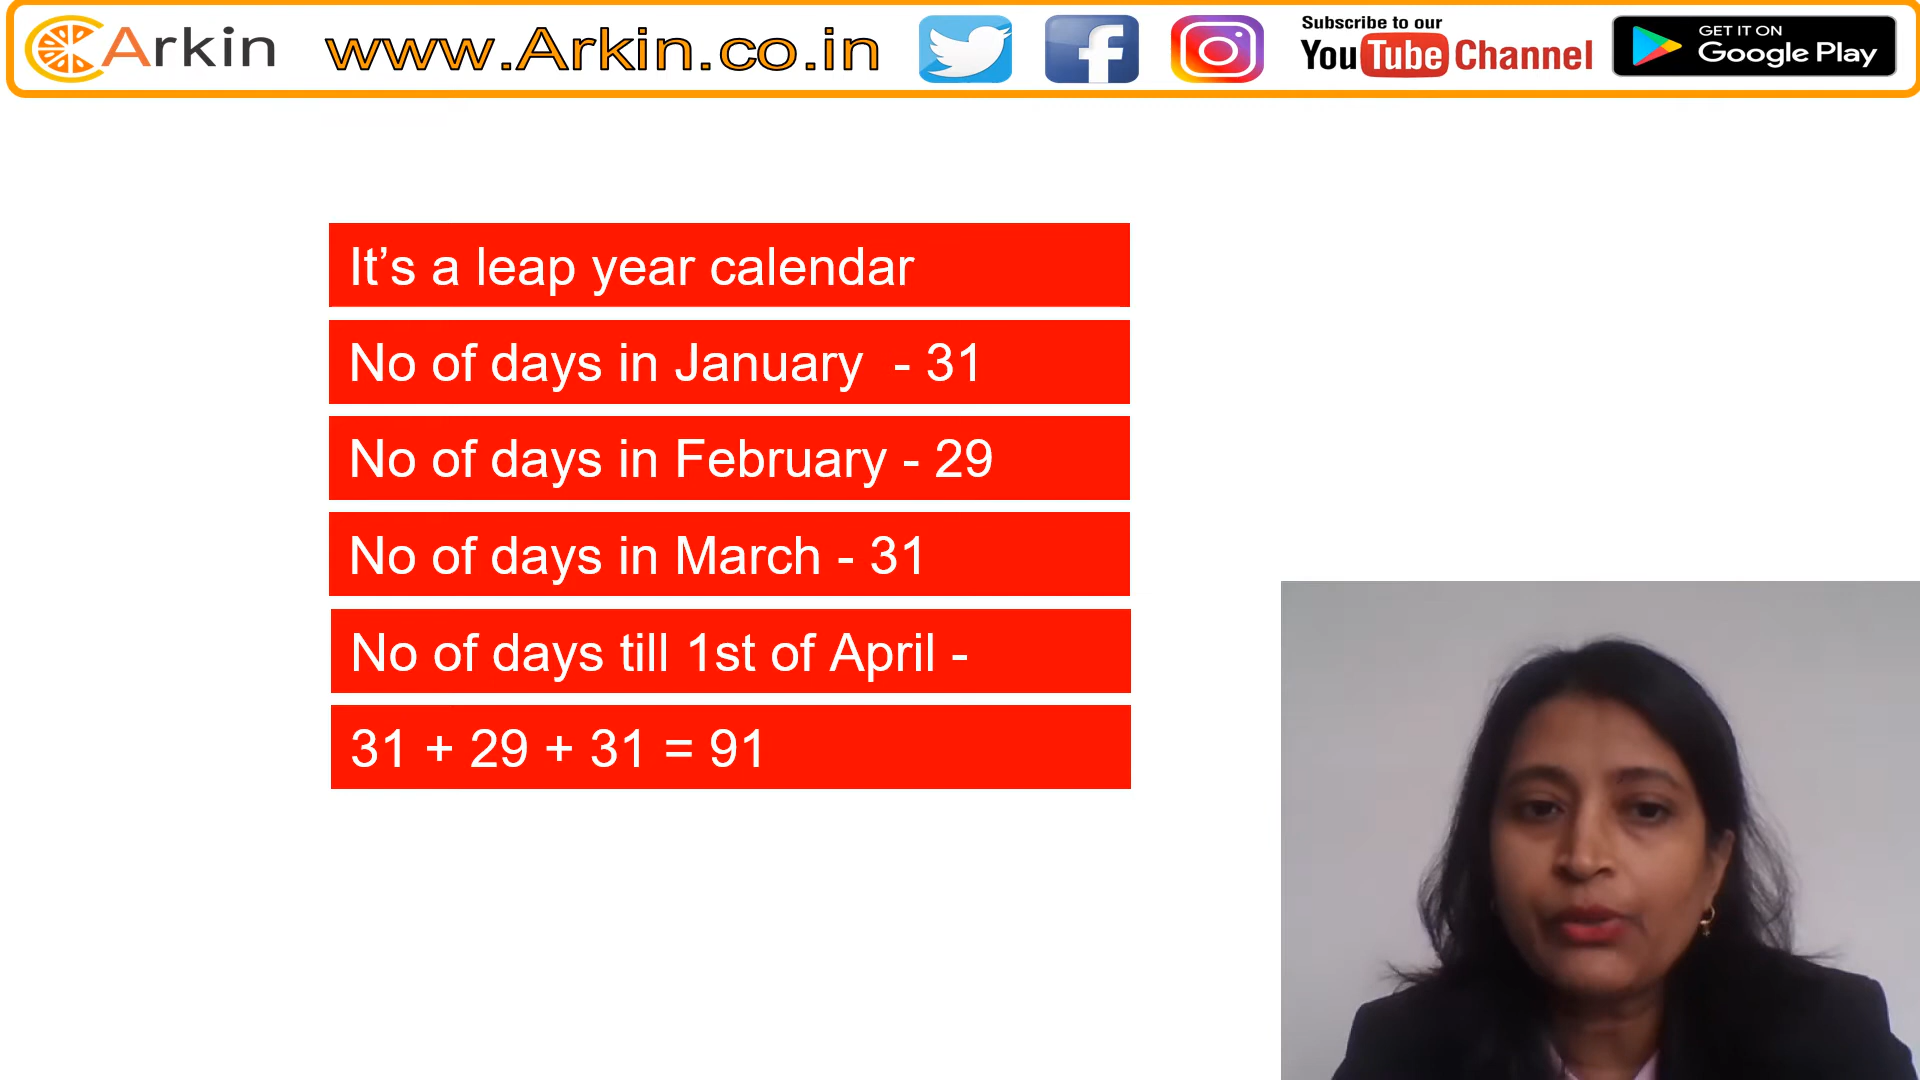 Arkin
www.Arkin.co.in
Subscribe to our
YouTube Channel
GET IT ON
Google Play
It’s a leap year calendar
No of days in January - 31
No of days in February - 29
No of days in March - 31
No of days till 1st of April -
31 + 29 + 31 = 91